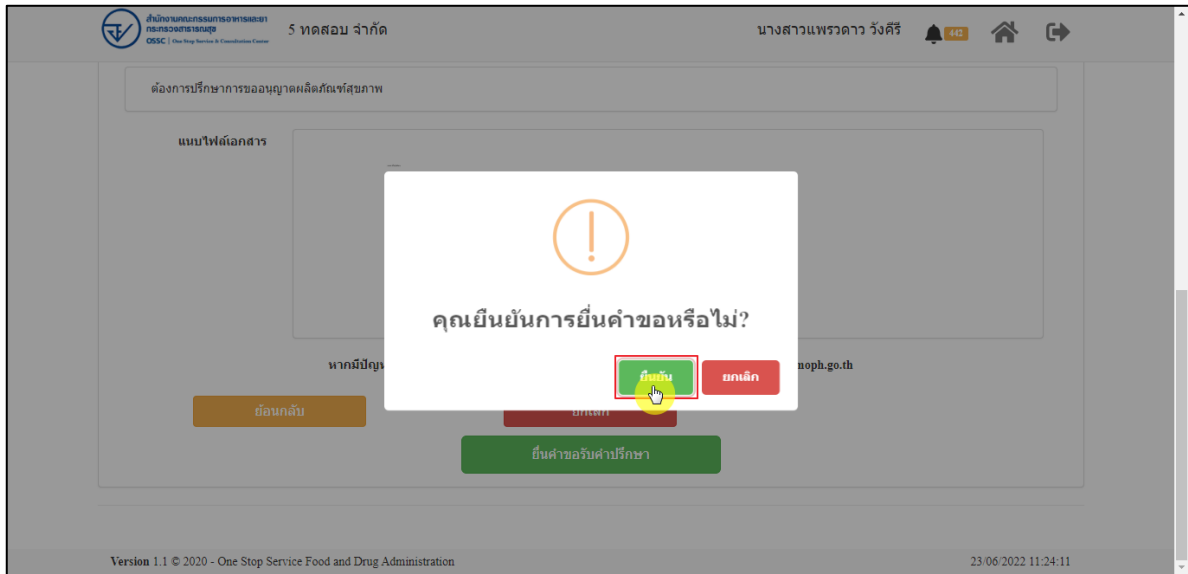 สำนักงานคณะกรรมการอาหารและยา
กระทรวงสาธารณสุข
OSSC | One Stop Service & Consultation Center
5 ทดสอบ จำกัด
นางสาวแพรวดาว วังคีรี
442
ต้องการปรึกษาการขออนุญาตผลิตภัณฑ์สุขภาพ
แนบไฟล์เอกสาร
คุณยืนยันการยื่นคำขอหรือไม่?
ยืนยัน
ยกเลิก
หากมีปัญห
moph.go.th
ย้อนกลับ
ยกเลิก
ยื่นคำขอรับคำปรึกษา
Version 1.1 © 2020 - One Stop Service Food and Drug Administration
23/06/2022 11:24:11